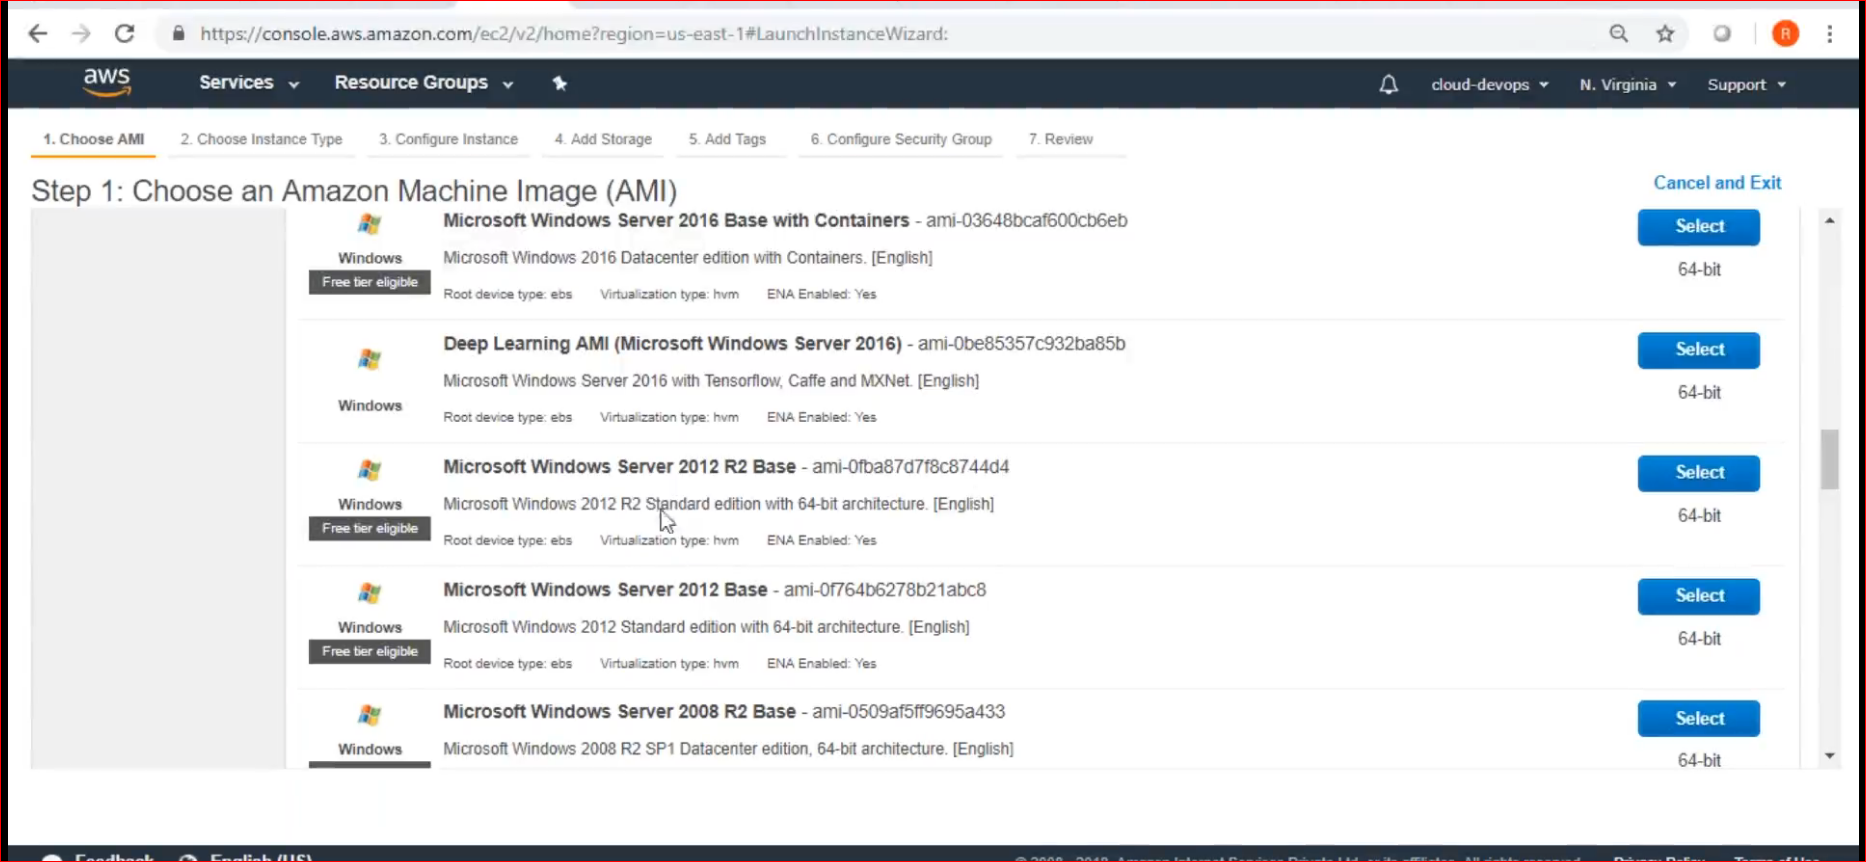 https://console.aws.amazon.com/ec2/v2/home?region=us-east-1#LaunchInstanceWizard:
R
aws
Services
Resource Groups
cloud-devops
N. Virginia
Support
1. Choose AMI
2. Choose Instance Type
3. Configure Instance
4. Add Storage
5. Add Tags
6. Configure Security Group
7. Review
Step 1: Choose an Amazon Machine Image (AMI)
Cancel and Exit
Windows
Free tier eligible
Microsoft Windows Server 2016 Base with Containers - ami-03648bcaf600cb6eb
Microsoft Windows 2016 Datacenter edition with Containers. [English]
Root device type: ebs Virtualization type: hvm ENA Enabled: Yes
Select
64-bit
Windows
Deep Learning AMI (Microsoft Windows Server 2016) - ami-0be85357c932ba85b
Microsoft Windows Server 2016 with Tensorflow, Caffe and MXNet. [English]
Root device type: ebs Virtualization type: hvm ENA Enabled: Yes
Select
64-bit
Windows
Free tier eligible
Microsoft Windows Server 2012 R2 Base - ami-0fba87d7f8c8744d4
Microsoft Windows 2012 R2 Standard edition with 64-bit architecture. [English]
Root device type: ebs Virtualization type: hvm ENA Enabled: Yes
Select
64-bit
Windows
Free tier eligible
Microsoft Windows Server 2012 Base - ami-0f764b6278b21abc8
Microsoft Windows 2012 Standard edition with 64-bit architecture. [English]
Root device type: ebs Virtualization type: hvm ENA Enabled: Yes
Select
64-bit
Windows
Microsoft Windows Server 2008 R2 Base - ami-0509af5ff9695a433
Microsoft Windows 2008 R2 SP1 Datacenter edition, 64-bit architecture. [English]
Select
64-bit
Feedback
English (US)
Privacy Policy
Terms of Use